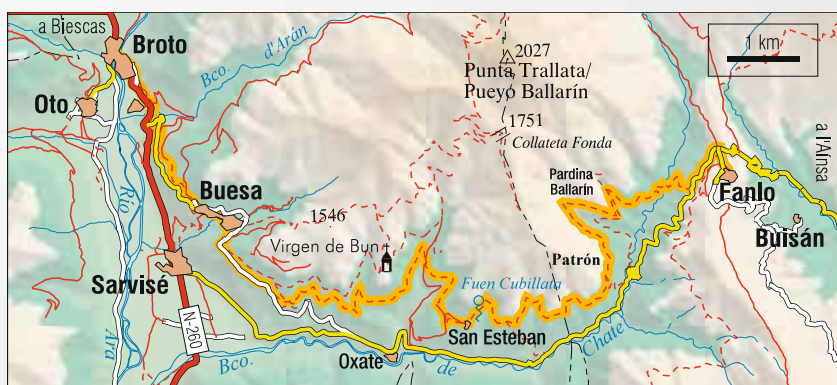 a Biescas
Broto
Bco.
d'Arán
2027
Punta Trallata/
Pueyo Ballarín
1 km
Oto
1751
Collateta Fonda
a l'Aínsa
Río
Buesa
Pardina
Ballarín
Fanlo
1546
Virgen de Bun
Buisán
Patrón
Sarvisé
Fuen Cubillata
N-260
San Esteban
Chate
Ara
Bco.
Oxate
de